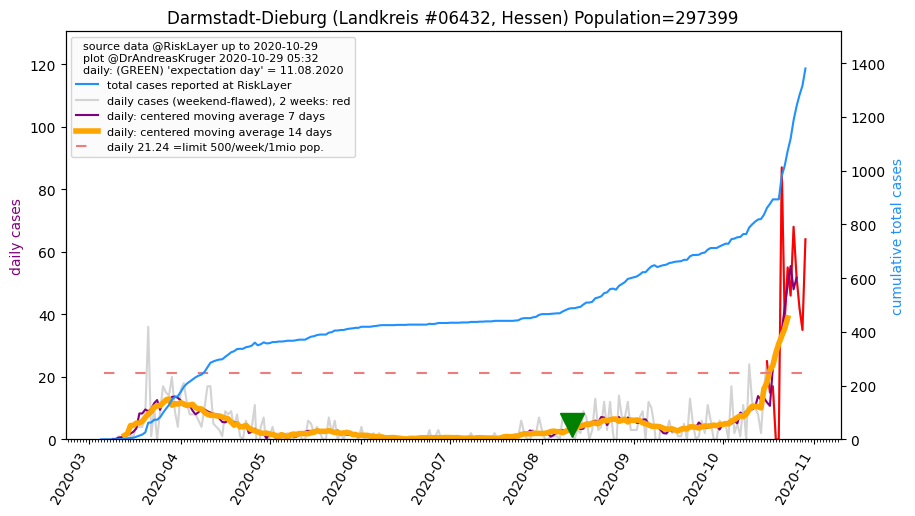 Darmstadt-Dieburg (Landkreis #06432, Hessen) Population=297399
source data @RiskLayer up to 2020-10-29
plot @DrAndreasKruger 2020-10-29 05:32
daily: (GREEN) 'expectation day' = 11.08.2020
total cases reported at RiskLayer
daily cases (weekend-flawed), 2 weeks: red
daily: centered moving average 7 days
daily: centered moving average 14 days
daily 21.24 =limit 500/week/1mio pop.
daily cases
120
100
80
60
40
20
0
cumulative total cases
1400
1200
1000
800
600
400
200
0
2020-03
2020-04
2020-05
2020-06
2020-07
2020-08
2020-09
2020-10
2020-11